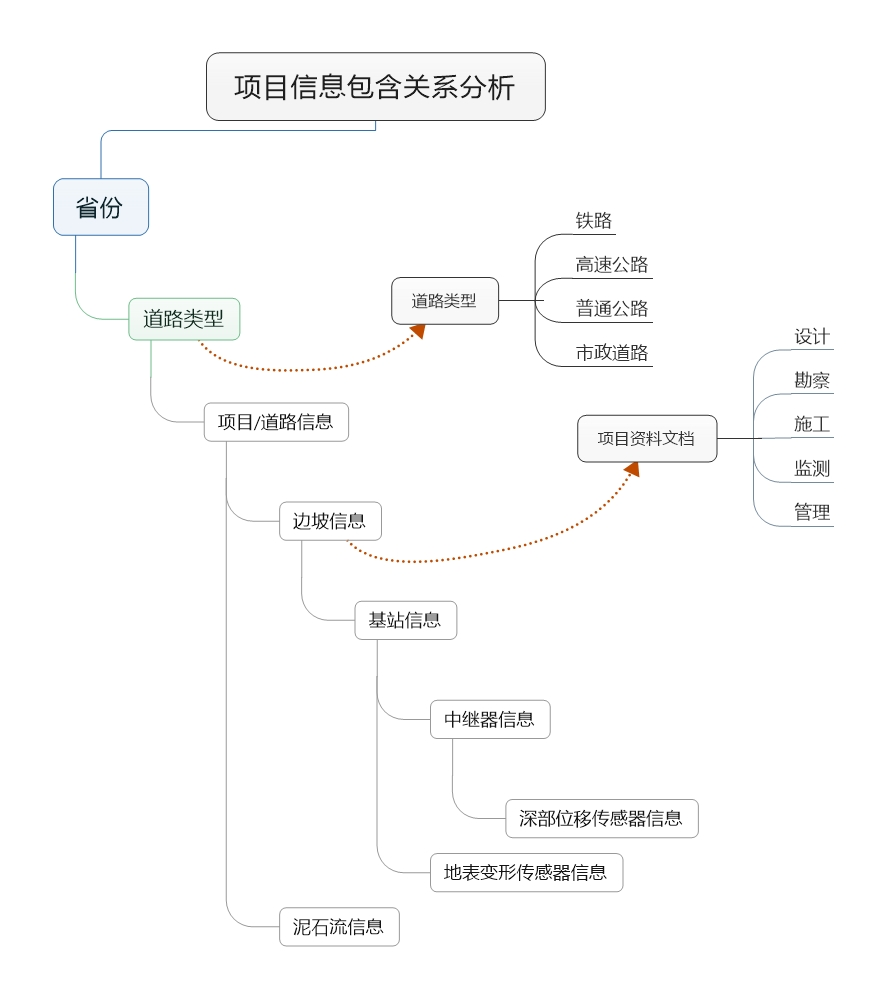 项目信息包含关系分析
省份
道路类型
项目/道路信息
边坡信息
基站信息
中继器信息
深部位移传感器信息
地表变形传感器信息
泥石流信息
道路类型
铁路
高速公路
普通公路
市政道路
项目资料文档
设计
勘察
施工
监测
管理